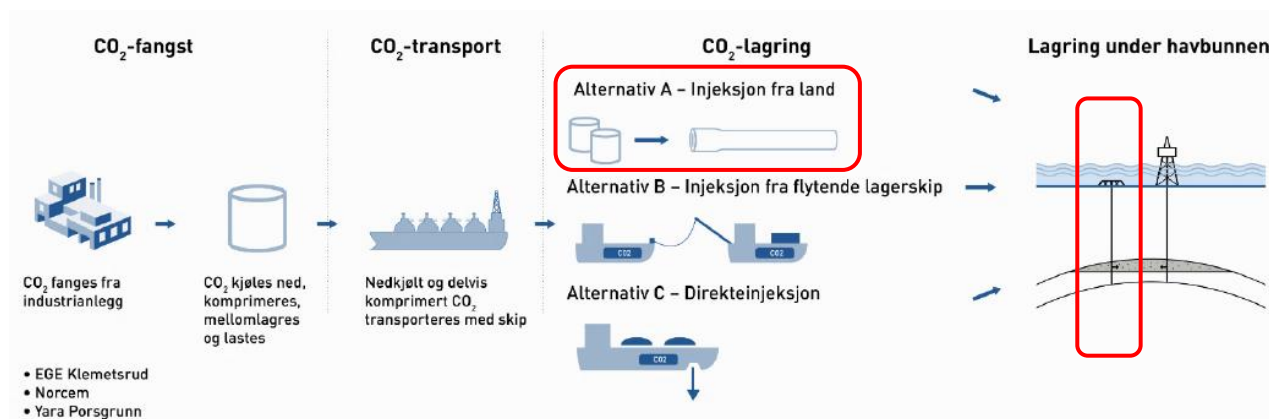 CO₂-fangst
CO₂-transport
CO₂-lagring
Lagring under havbunnen
CO₂ fanges fra
industrianlegg
CO₂ kjøles ned,
komprimeres,
mellomlagres
og lastes
Nedkjølt og delvis
komprimert CO₂
transporteres med skip
Alternativ A – Injeksjon fra land
Alternativ B – Injeksjon fra flytende lagerskip
CO2
CO2
Alternativ C – Direkteinjeksjon
CO2
• EGE Klemetsrud
• Norcem
• Yara Porsgrunn